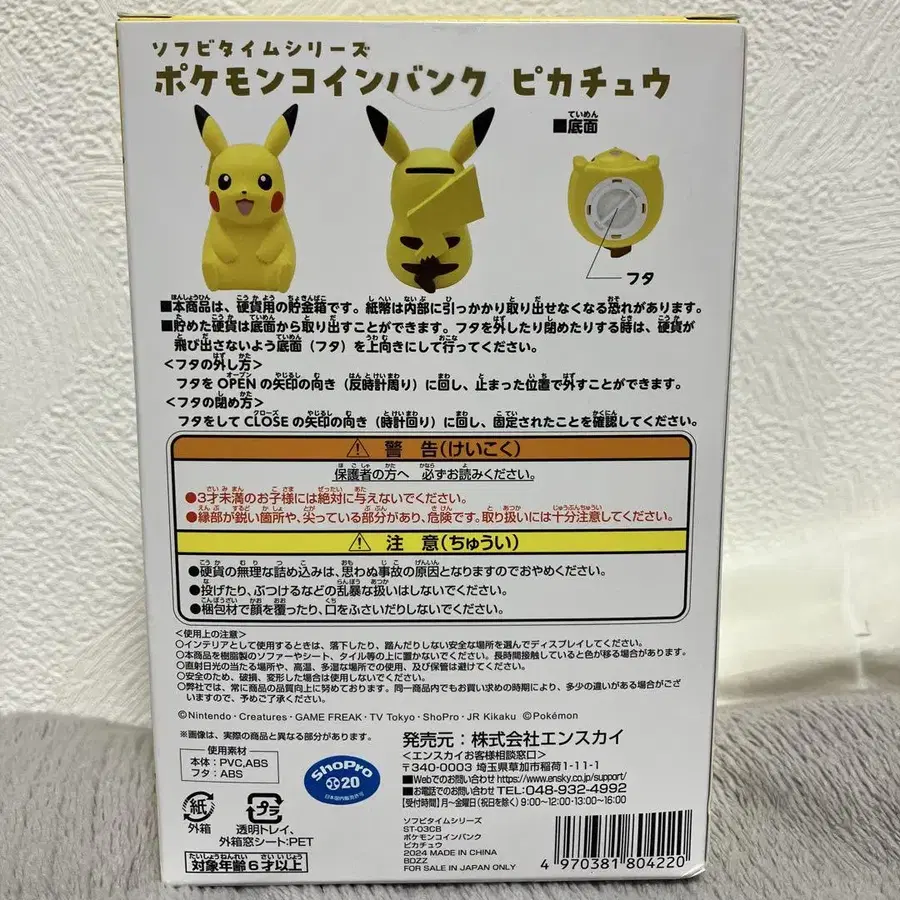 ソフビタイムシリーズ
ポケモンコインバンク ピカチュウ
■底面
フタ
■本商品は、硬貨用の貯金箱です。紙幣は内部に引っかかり取り出せなくなる恐れがあります。
■貯めた硬貨は底面から取り出すことができます。フタを外したり閉めたりする時は、硬貨が
飛び出さないよう底面（フタ）を上向きにして行ってください。
<フタの外し方>
フタを OPEN の矢印の向き（反時計周り）に回し、止まった位置で外すことができます。
<フタの閉め方>
フタをして CLOSE の矢印の向き（時計回り）に回し、固定されたことを確認してください。
⚠ 警 告(けいこく)
保護者の方へ 必ずお読みください。
●3才未満のお子様には絶対に与えないでください。
●縁部が鋭い箇所や、尖っている部分があり、危険です。取り扱いには十分注意してください。
⚠ 注 意(ちゅうい)
●硬貨の無理な詰め込みは、思わぬ事故の原因となりますのでおやめください。
●投げたり、ぶつけるなどの乱暴な扱いはしないでください。
●梱包材で顔を覆ったり、口をふさいだりしないでください。
<使用上の注意>
○インテリアとして使用するときは、落下したり、踏んだりしない安全な場所を選んでディスプレイしてください。
○本商品を樹脂製のソファーやシート、タイル等の上に置かないでください。長時間接触していると色が移る場合があります。
○直射日光の当たる場所や、高温、多湿な場所での使用、及び保管は避けてください。
○安全のため、破損、変形した場合は使用しないでください。
○弊社では、常に商品の品質向上に努めております。同一商品内でもお買い求めの時期により、多少の違いがある場合がござい
ますので、予めご了承ください。
©Nintendo・Creatures・GAME FREAK・TV Tokyo・ShoPro・JR Kikaku ©Pokémon
※画像は、実際の商品と異なる部分があります。
使用素材
本体：PVC,ABS
フタ：ABS
ShoPro
20
日本国内販売許可
紙
外箱
プラ
透明トレイ、
外箱窓シート:PET
対象年齢6才以上
発売元：株式会社エンスカイ
<エンスカイお客様相談窓口>
〒340-0003 埼玉県草加市稲荷1-11-1
■Webでのお問い合わせ https://www.ensky.co.jp/support/
■お電話でのお問い合わせ TEL:048-932-4992
【受付時間】月～金曜日(祝日を除く) 9:00～12:00・13:00～16:00
ソフビタイムシリーズ
ST-03CB
ポケモンコインバンク
ピカチュウ
2024 MADE IN CHINA
BDZZ
FOR SALE IN JAPAN ONLY
4 970381 804220